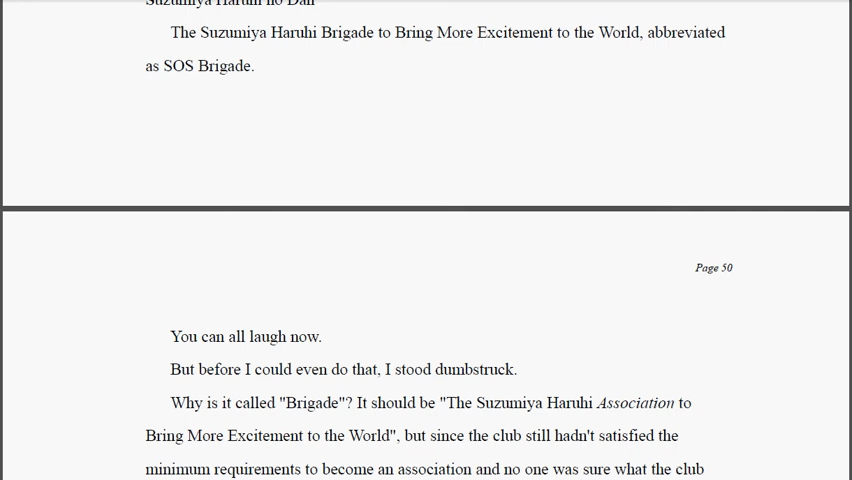 Suzumiya Haruhi no Dan
The Suzumiya Haruhi Brigade to Bring More Excitement to the World, abbreviated
as SOS Brigade.
Page 50
You can all laugh now.
But before I could even do that, I stood dumbstruck.
Why is it called "Brigade"? It should be "The Suzumiya Haruhi Association to
Bring More Excitement to the World", but since the club still hadn't satisfied the
minimum requirements to become an association and no one was sure what the club